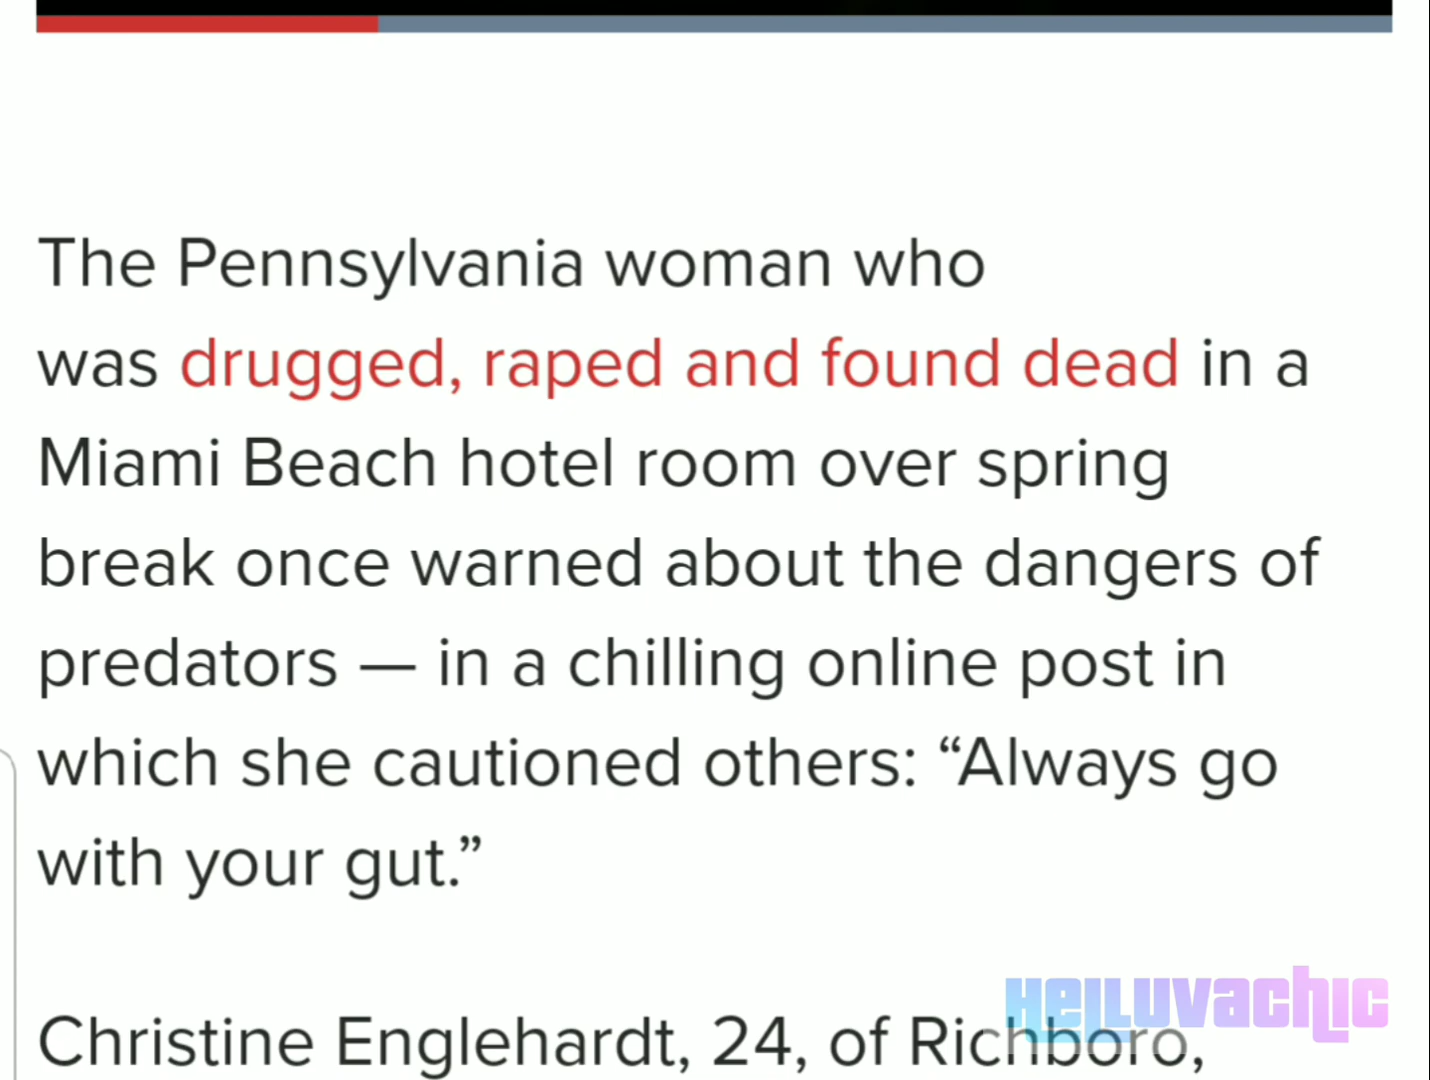 The Pennsylvania woman who
was drugged, raped and found dead in a
Miami Beach hotel room over spring
break once warned about the dangers of
predators — in a chilling online post in
which she cautioned others: “Always go
with your gut.”
Christine Englehardt, 24, of Richboro,
HeLLUVacHIC